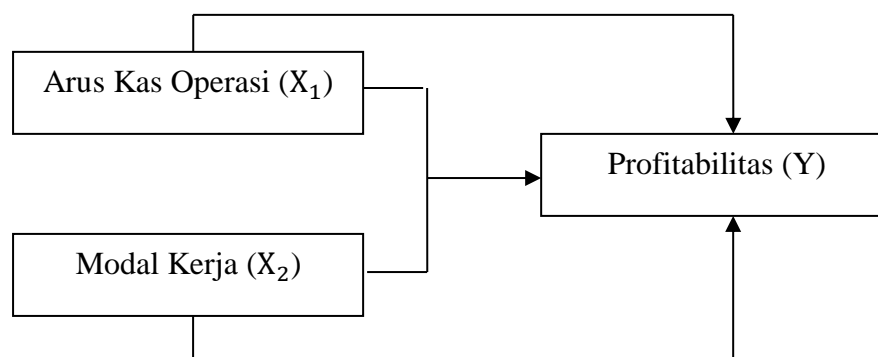 Arus Kas Operasi (X₁)
Profitabilitas (Y)
Modal Kerja (X₂)